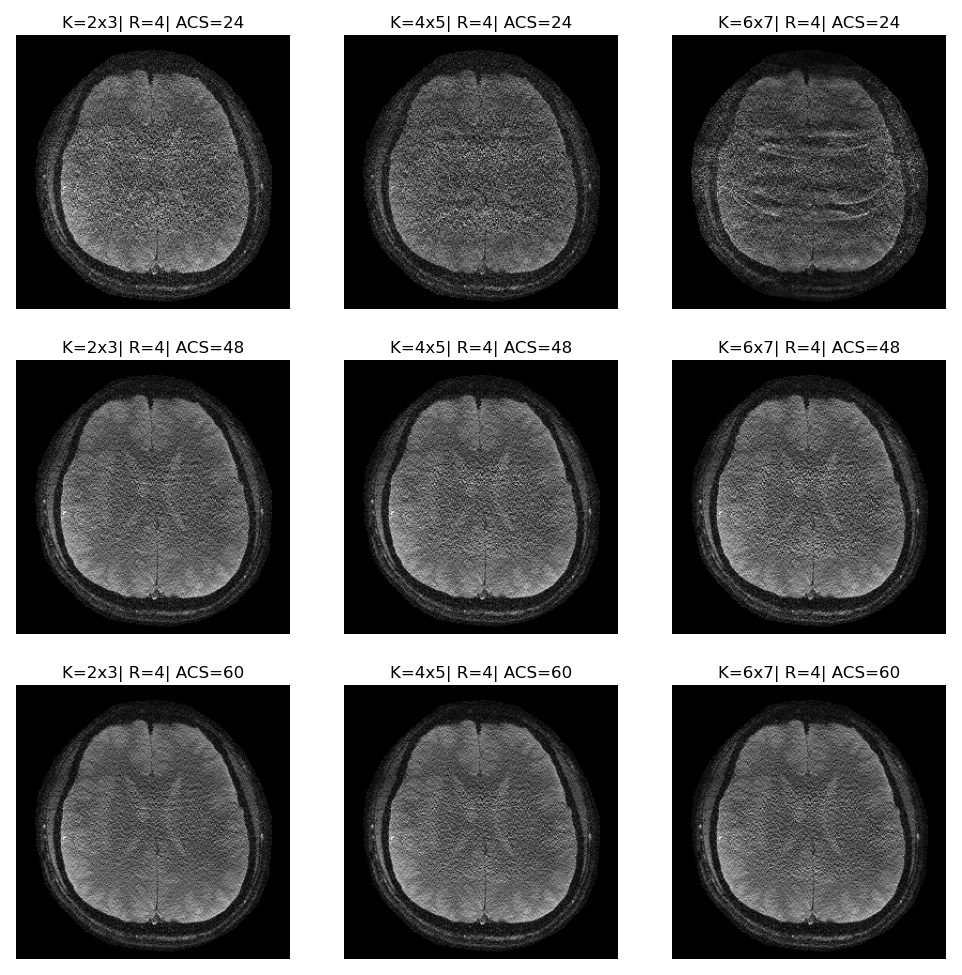 K=2x3| R=4| ACS=24
K=4x5| R=4| ACS=24
K=6x7| R=4| ACS=24
K=2x3| R=4| ACS=48
K=4x5| R=4| ACS=48
K=6x7| R=4| ACS=48
K=2x3| R=4| ACS=60
K=4x5| R=4| ACS=60
K=6x7| R=4| ACS=60